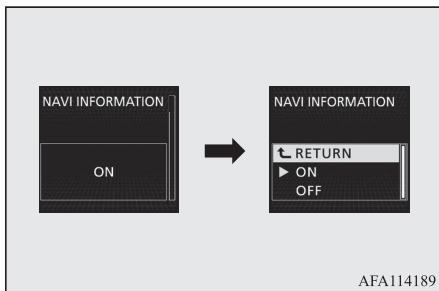 NAVI INFORMATION
ON
NAVI INFORMATION
RETURN
ON
OFF
AFA114189